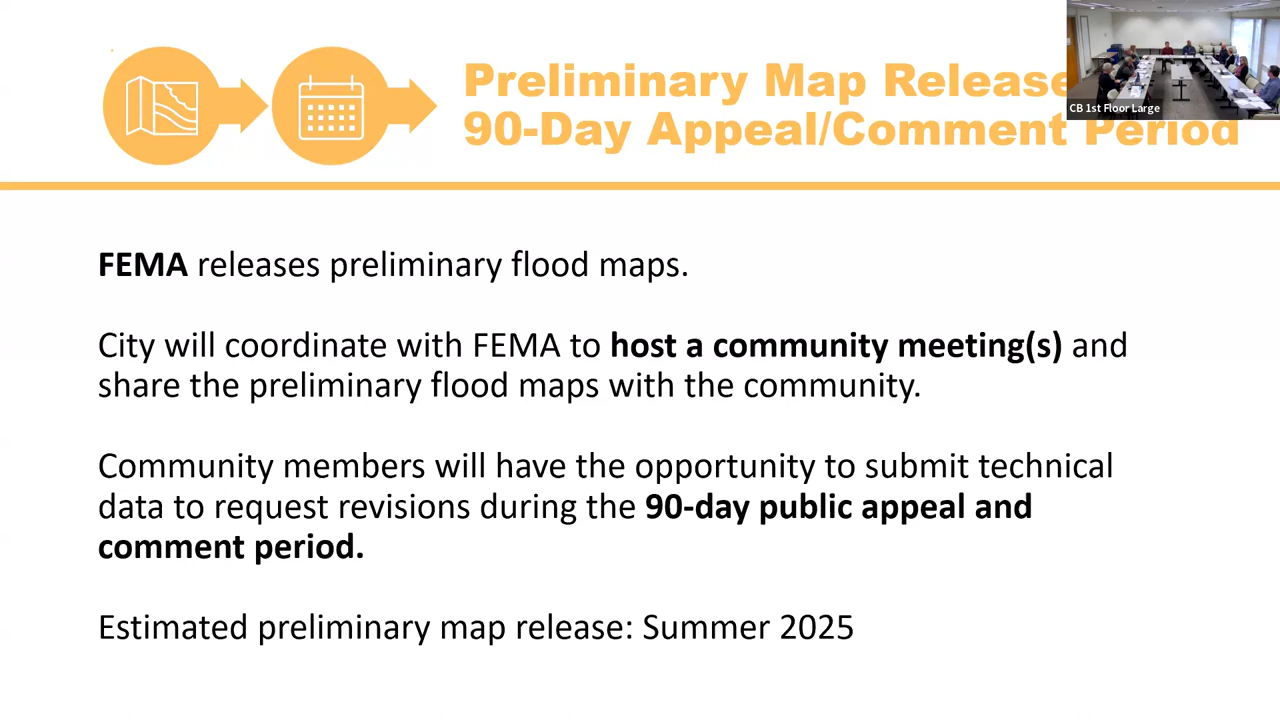 Preliminary Map Release
90-Day Appeal/Comment Period
CB 1st Floor Large
FEMA releases preliminary flood maps.
City will coordinate with FEMA to host a community meeting(s) and
share the preliminary flood maps with the community.
Community members will have the opportunity to submit technical
data to request revisions during the 90-day public appeal and
comment period.
Estimated preliminary map release: Summer 2025